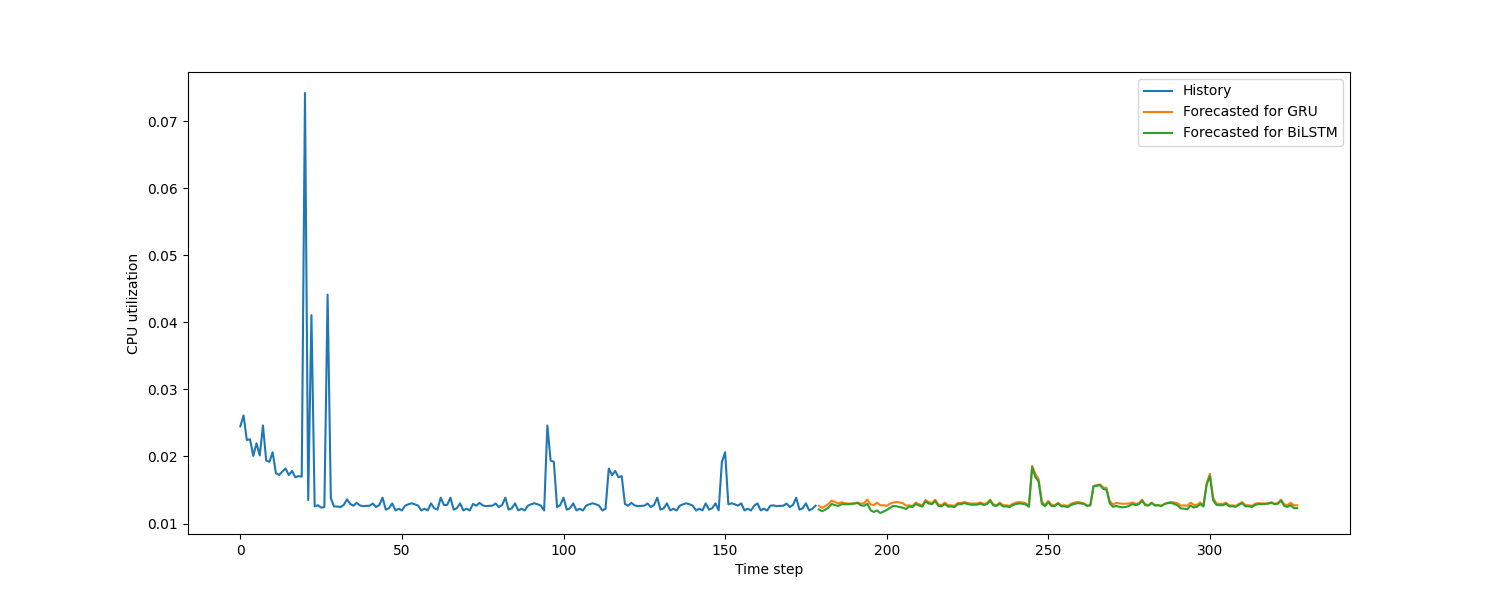 History
Forecasted for GRU
Forecasted for BiLSTM
CPU utilization
0.07
0.06
0.05
0.04
0.03
0.02
0.01
0 50 100 150 200 250 300
Time step